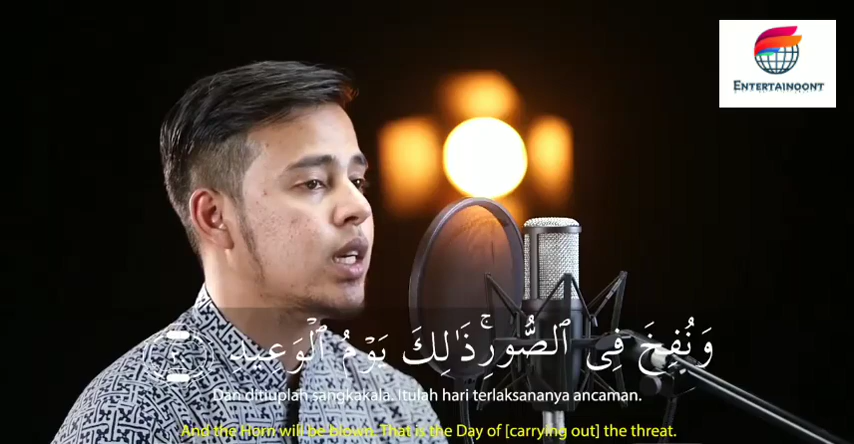 ENTERTAINOONT
وَنُفِخَ فِى ٱلصُّورِ ۚ ذَٰلِكَ يَوْمُ ٱلْوَعِيدِ ٢٠
Dan ditiuplah sangkakala. Itulah hari terlaksananya ancaman.
And the Horn will be blown. That is the Day of [carrying out] the threat.